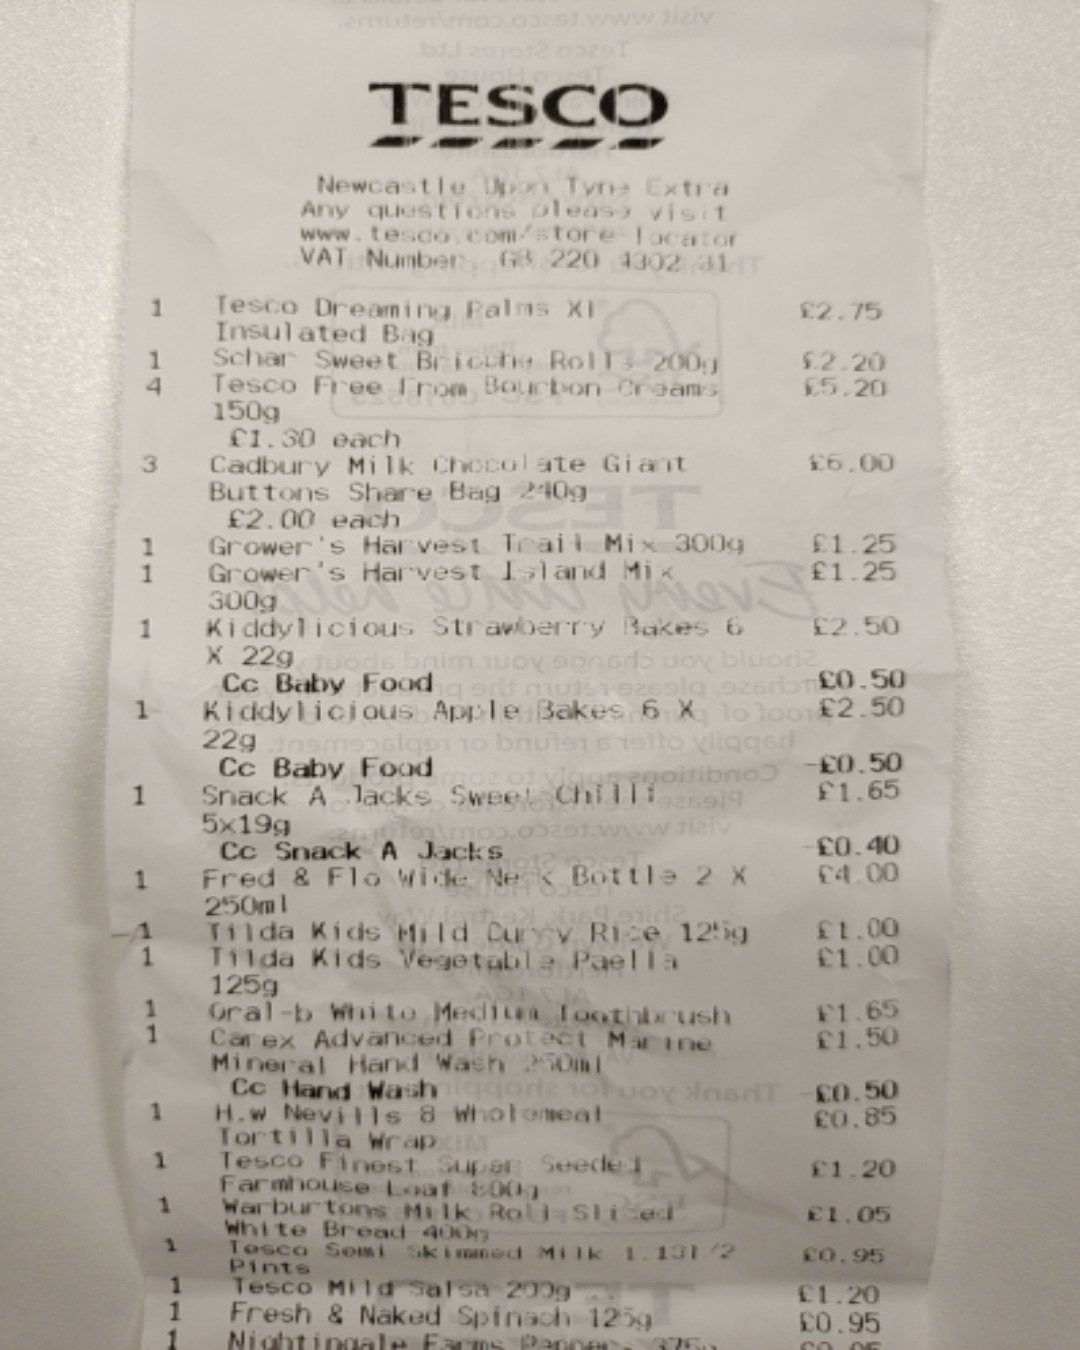 TESCO
Newcastle Upon Tyne Extra
Any questions please visit
www.tesco.com/store-locator
VAT Number GB 220 4302 31
1 Tesco Dreaming Palms Xl £2.75
Insulated Bag
1 Schar Sweet Brioche Rolls 200g £2.20
4 Tesco Free From Bourbon Creams £5.20
150g
£1.30 each
3 Cadbury Milk Chocolate Giant £6.00
Buttons Share Bag 240g
£2.00 each
1 Grower's Harvest Trail Mix 300g £1.25
1 Grower's Harvest Island Mix £1.25
300g
1 Kiddylicious Strawberry Bakes 6 £2.50
X 22g
Cc Baby Food -£0.50
1 Kiddylicious Apple Bakes 6 X £2.50
22g
Cc Baby Food -£0.50
1 Snack A Jacks Sweet Chilli £1.65
5x19g
Cc Snack A Jacks -£0.40
1 Fred & Flo Wide Neck Bottle 2 X £4.00
250ml
1 Tilda Kids Mild Curry Rice 125g £1.00
1 Tilda Kids Vegetable Paella £1.00
125g
1 Oral-b White Medium Toothbrush £1.65
1 Carex Advanced Protect Marine £1.50
Mineral Hand Wash 250ml
Cc Hand Wash -£0.50
1 H.w Nevills 8 Wholemeal £0.85
Tortilla Wrap
1 Tesco Finest Super Seeded £1.20
Farmhouse Loaf 800g
1 Warburtons Milk Roll Sliced £1.05
White Bread 400g
1 Tesco Semi Skimmed Milk 1.13l/2 £0.95
Pints
1 Tesco Mild Salsa 200g £1.20
1 Fresh & Naked Spinach 125g £0.95
1 Nightingale Farms Peppers 375g